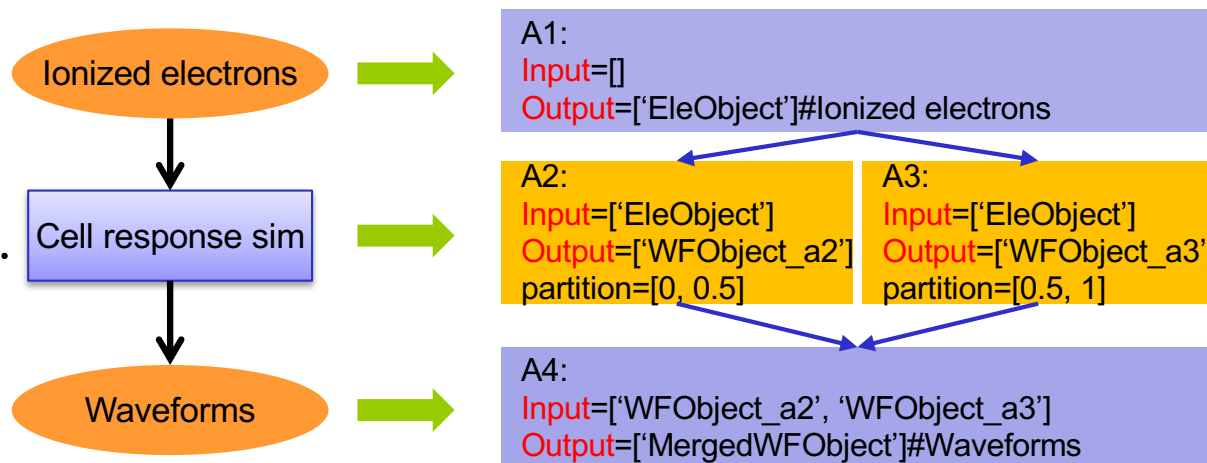 Ionized electrons
Cell response sim
.
Waveforms
A1:
Input=[]
Output=[‘EleObject’]#Ionized electrons
A2:
Input=[‘EleObject’]
Output=[‘WFObject_a2’]
partition=[0, 0.5]
A3:
Input=[‘EleObject’]
Output=[‘WFObject_a3’
partition=[0.5, 1]
A4:
Input=[‘WFObject_a2’, ‘WFObject_a3’]
Output=[‘MergedWFObject’]#Waveforms